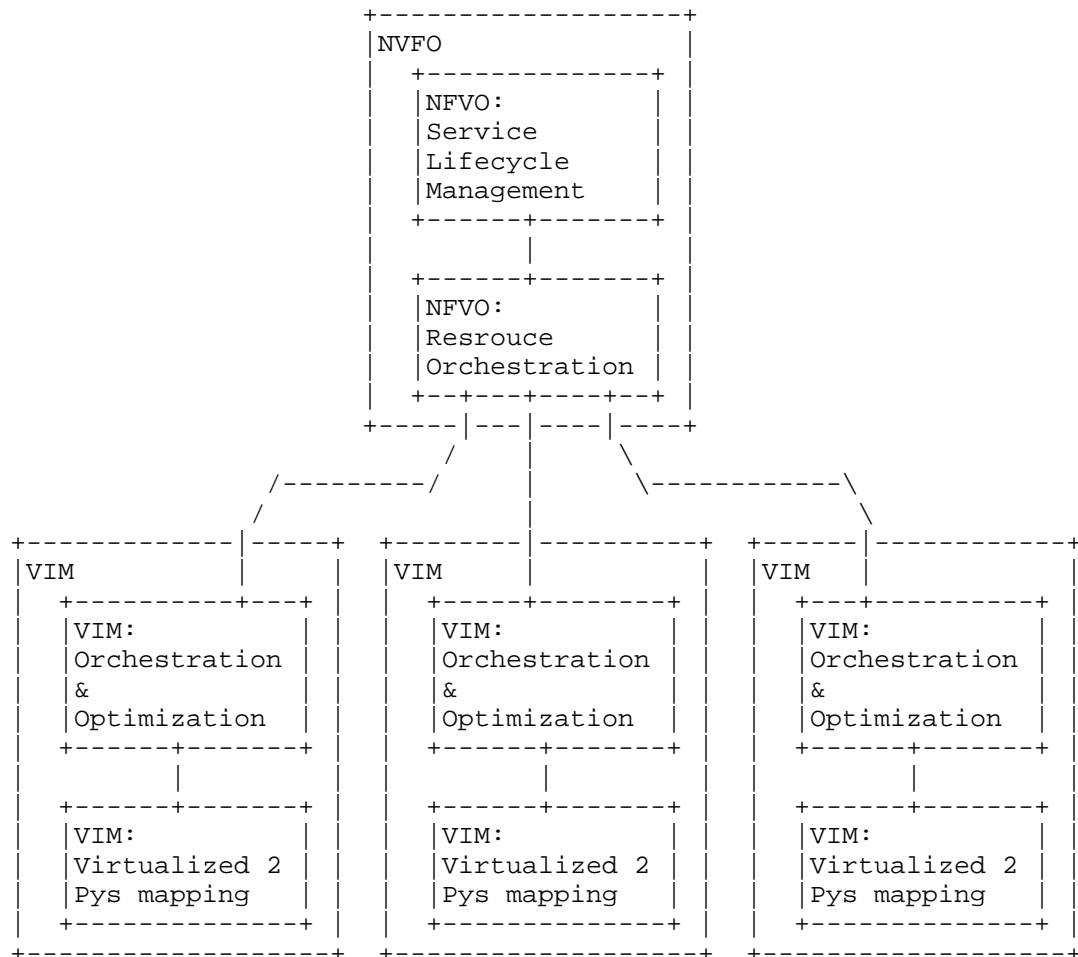 NVFO
NFVO:
Service
Lifecycle
Management
NFVO:
Resrouce
Orchestration
VIM
VIM:
Orchestration
&
Optimization
VIM:
Virtualized 2
Pys mapping
VIM
VIM:
Orchestration
&
Optimization
VIM:
Virtualized 2
Pys mapping
VIM
VIM:
Orchestration
&
Optimization
VIM:
Virtualized 2
Pys mapping